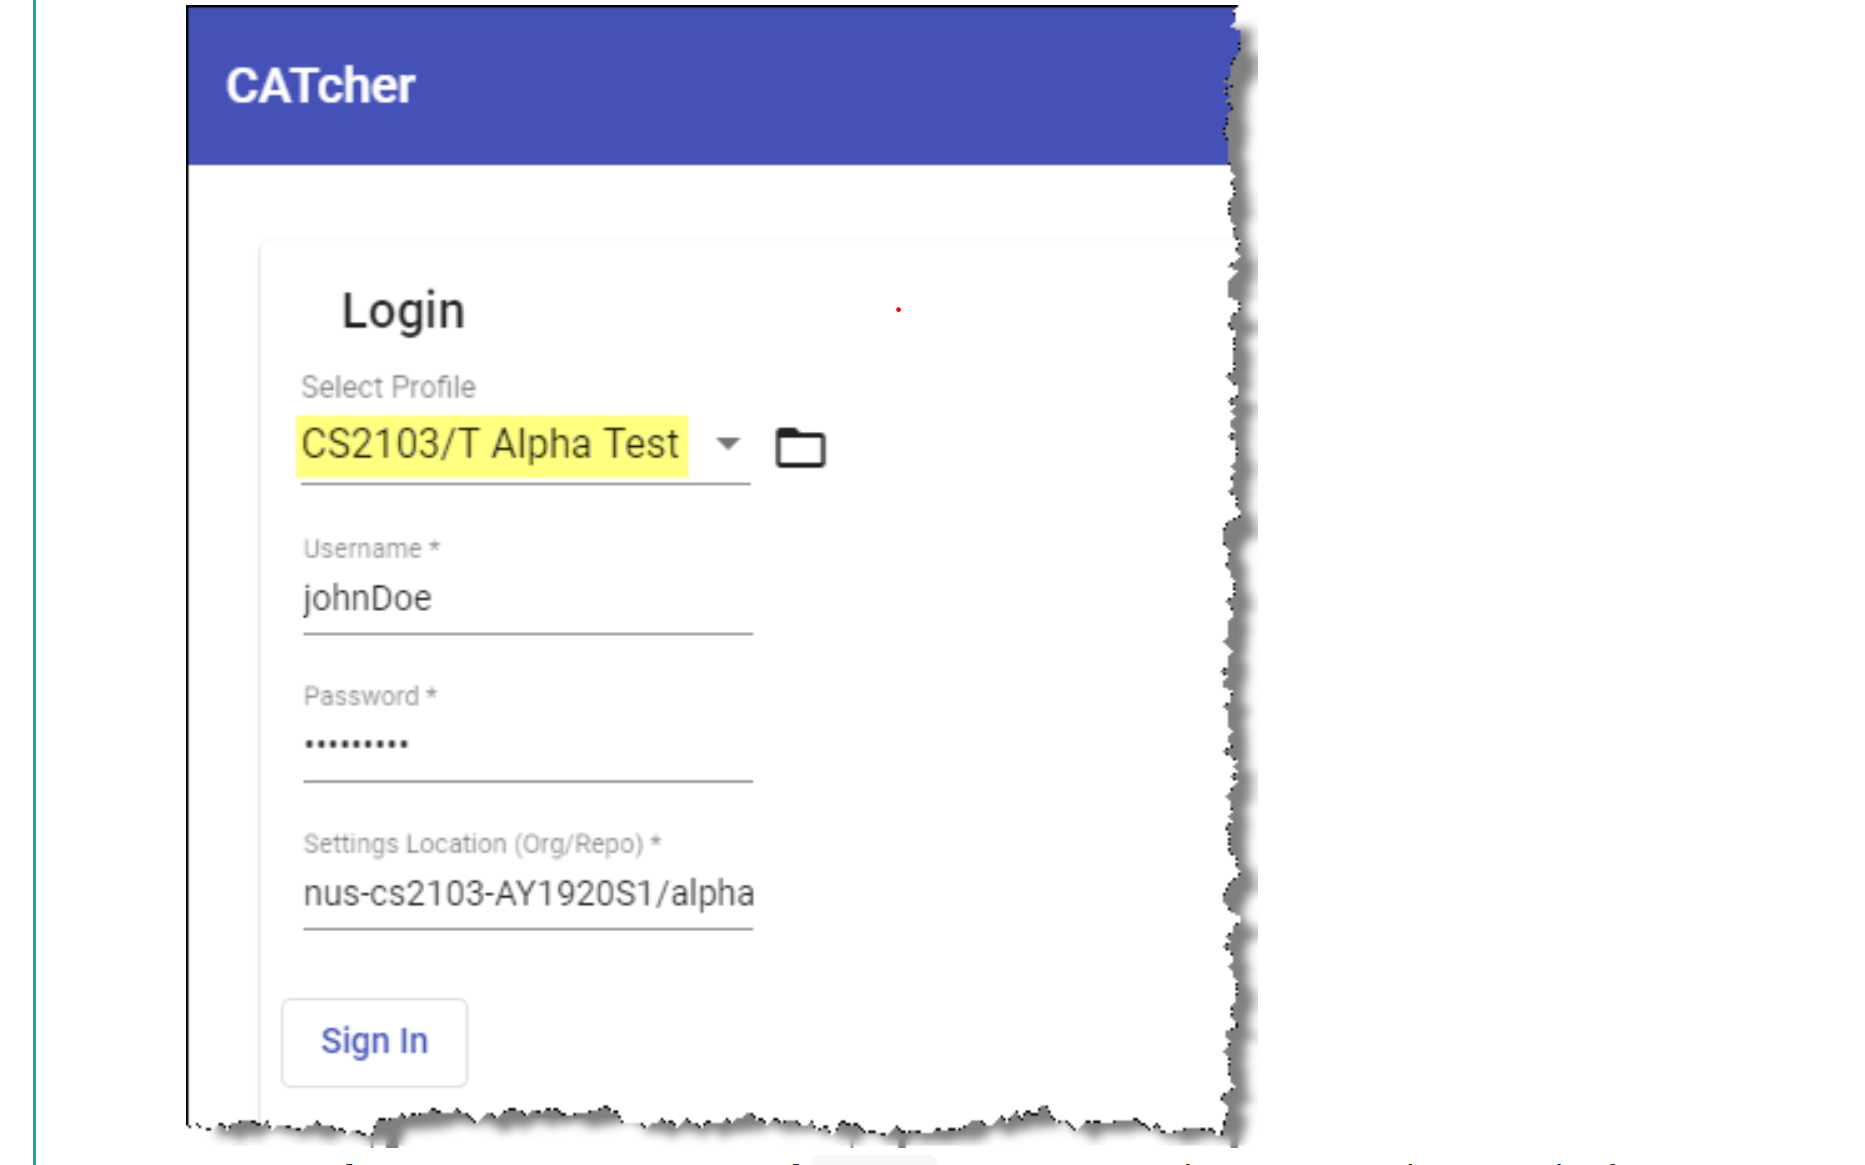 CATcher
Login
Select Profile
CS2103/T Alpha Test
Username *
johnDoe
Password *
•••••••••
Settings Location (Org/Repo) *
nus-cs2103-AY1920S1/alpha
Sign In